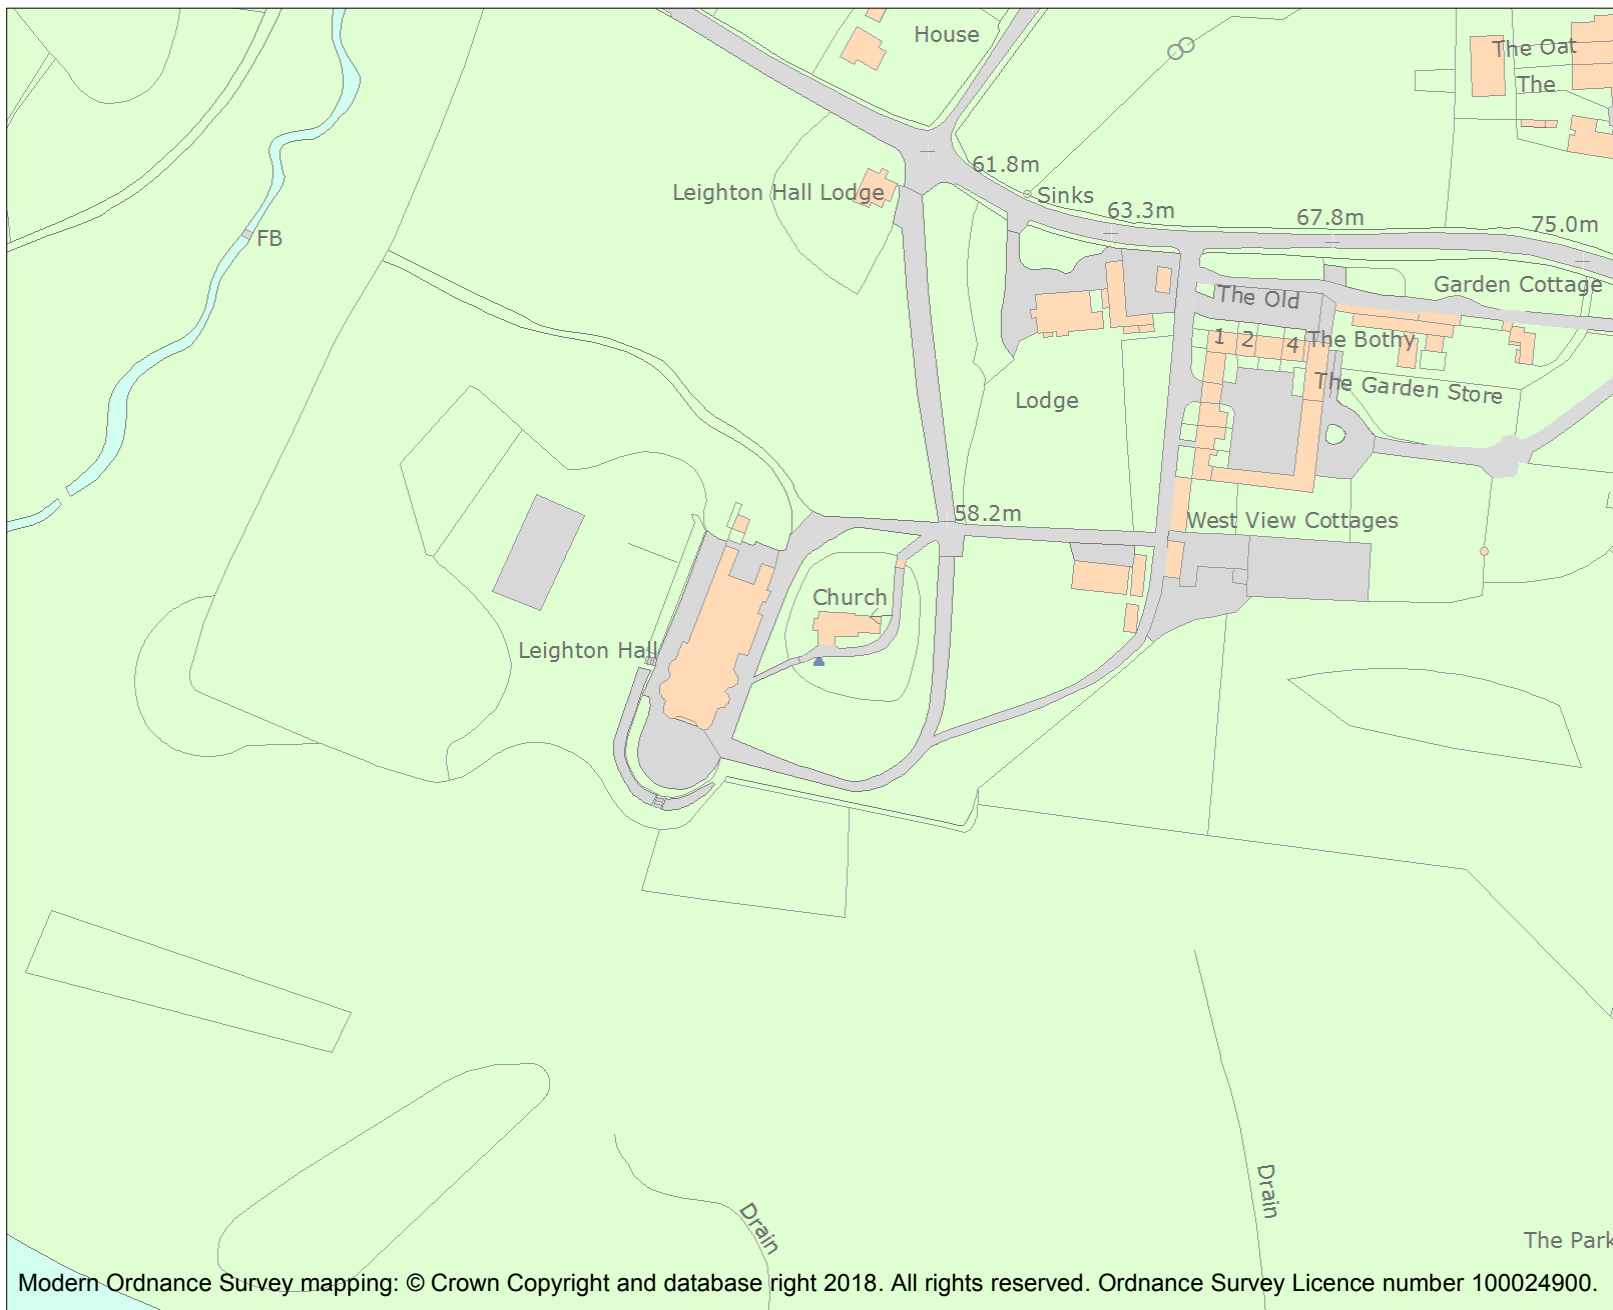 House
The Oat
The
61.8m
Leighton Hall Lodge
Sinks
63.3m
67.8m
75.0m
FB
Garden Cottage
The Old
1
2
4
The Bothy
The Garden Store
Lodge
58.2m
West View Cottages
Church
Leighton Hall
Drain
Drain
The Park
Modern Ordnance Survey mapping: © Crown Copyright and database right 2018. All rights reserved. Ordnance Survey Licence number 100024900.